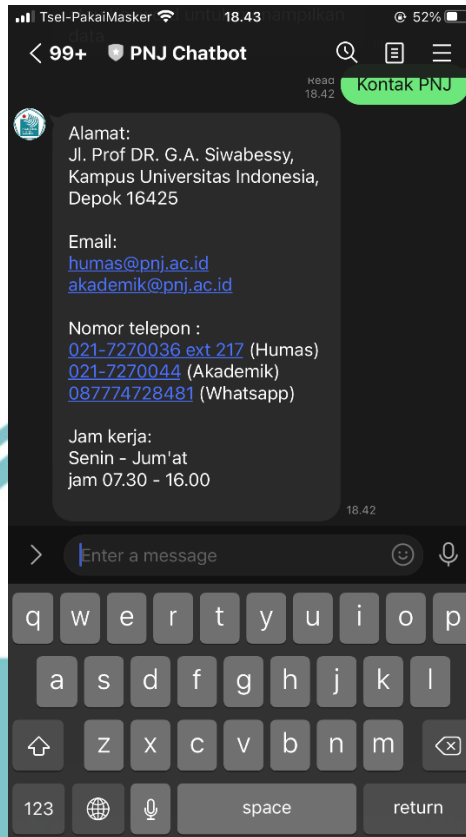 Tsel-PakaiMasker 18.43 52%
99+ PNJ Chatbot
Kontak PNJ
Read
18.42
Alamat:
Jl. Prof DR. G.A. Siwabessy,
Kampus Universitas Indonesia,
Depok 16425
Email:
humas@pnj.ac.id
akademik@pnj.ac.id
Nomor telepon :
021-7270036 ext 217 (Humas)
021-7270044 (Akademik)
087774728481 (Whatsapp)
Jam kerja:
Senin - Jum'at
jam 07.30 - 16.00
18.42
Enter a message
q w e r t y u i o p
a s d f g h j k l
z x c v b n m
123 space return